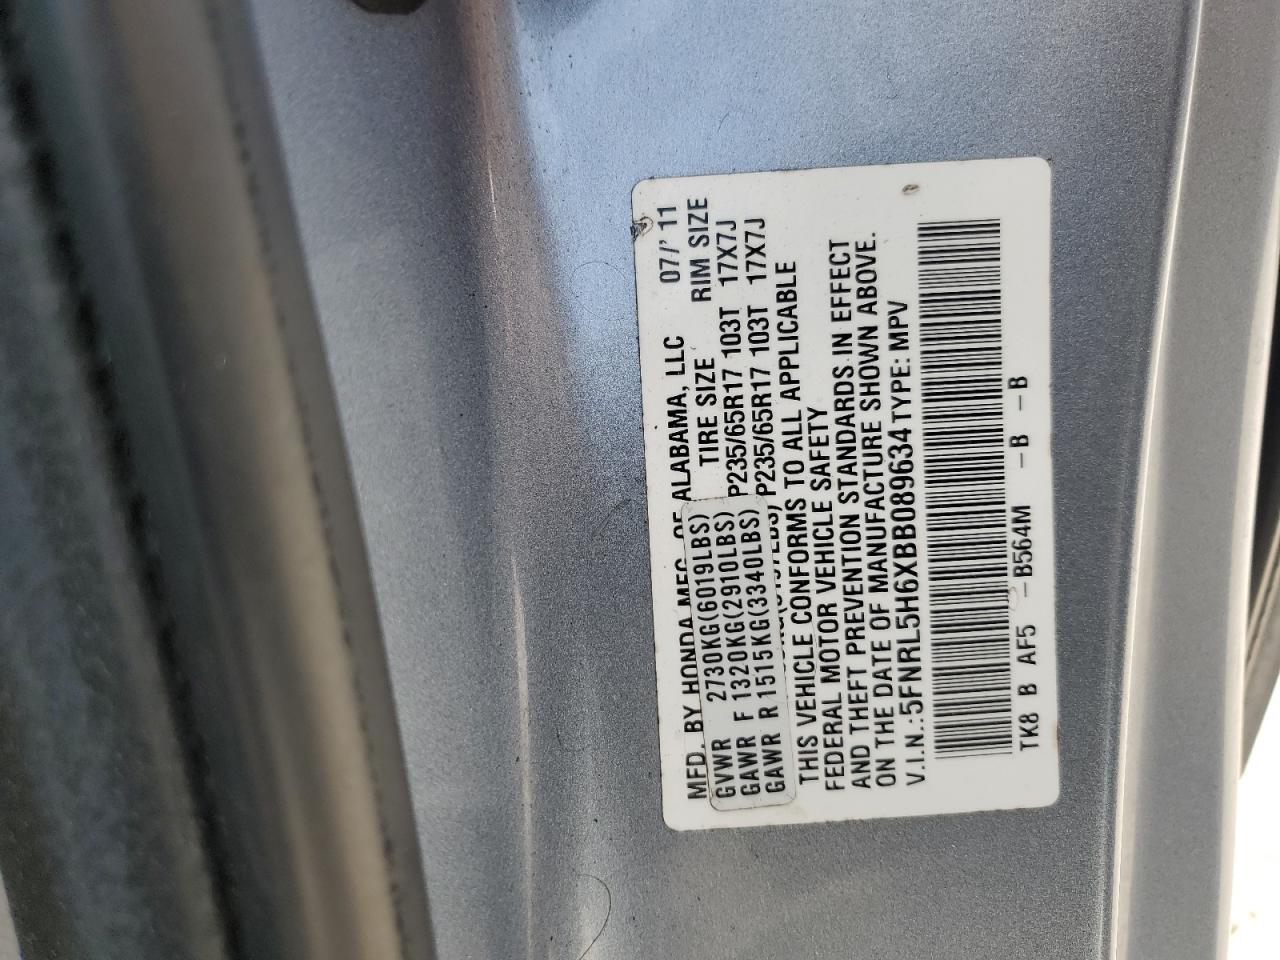 MFD. BY HONDA MFG. OF ALABAMA, LLC 07/' 11
TIRE SIZE RIM SIZE
GVWR 2730KG(6019LBS)
GAWR F 1320KG(2910LBS) P235/65R17 103T 17X7J
GAWR R 1515KG(3340LBS) P235/65R17 103T 17X7J
THIS VEHICLE CONFORMS TO ALL APPLICABLE
FEDERAL MOTOR VEHICLE SAFETY
AND THEFT PREVENTION STANDARDS IN EFFECT
ON THE DATE OF MANUFACTURE SHOWN ABOVE.
V.I.N.: 5FNRL5H6XBB089634 TYPE: MPV
TK8 B AF5 -B564M -B -B